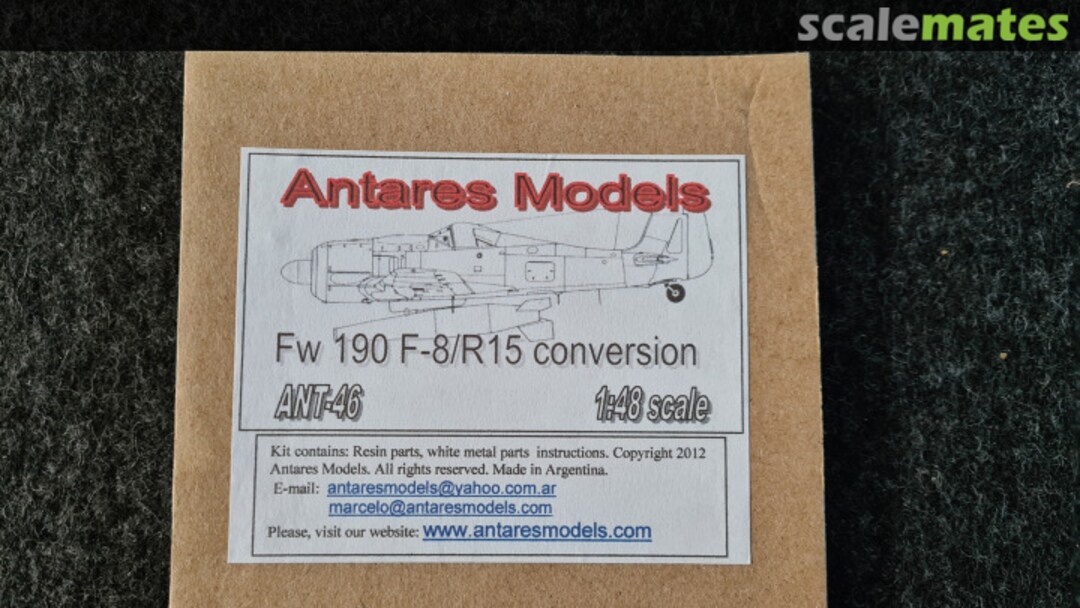 scalemates
Antares Models
Fw 190 F-8/R15 conversion
ANT-46 1:48 scale
Kit contains: Resin parts, white metal parts instructions. Copyright 2012
Antares Models. All rights reserved. Made in Argentina.
E-mail: antaresmodels@yahoo.com.ar
marcelo@antaresmodels.com
Please, visit our website: www.antaresmodels.com